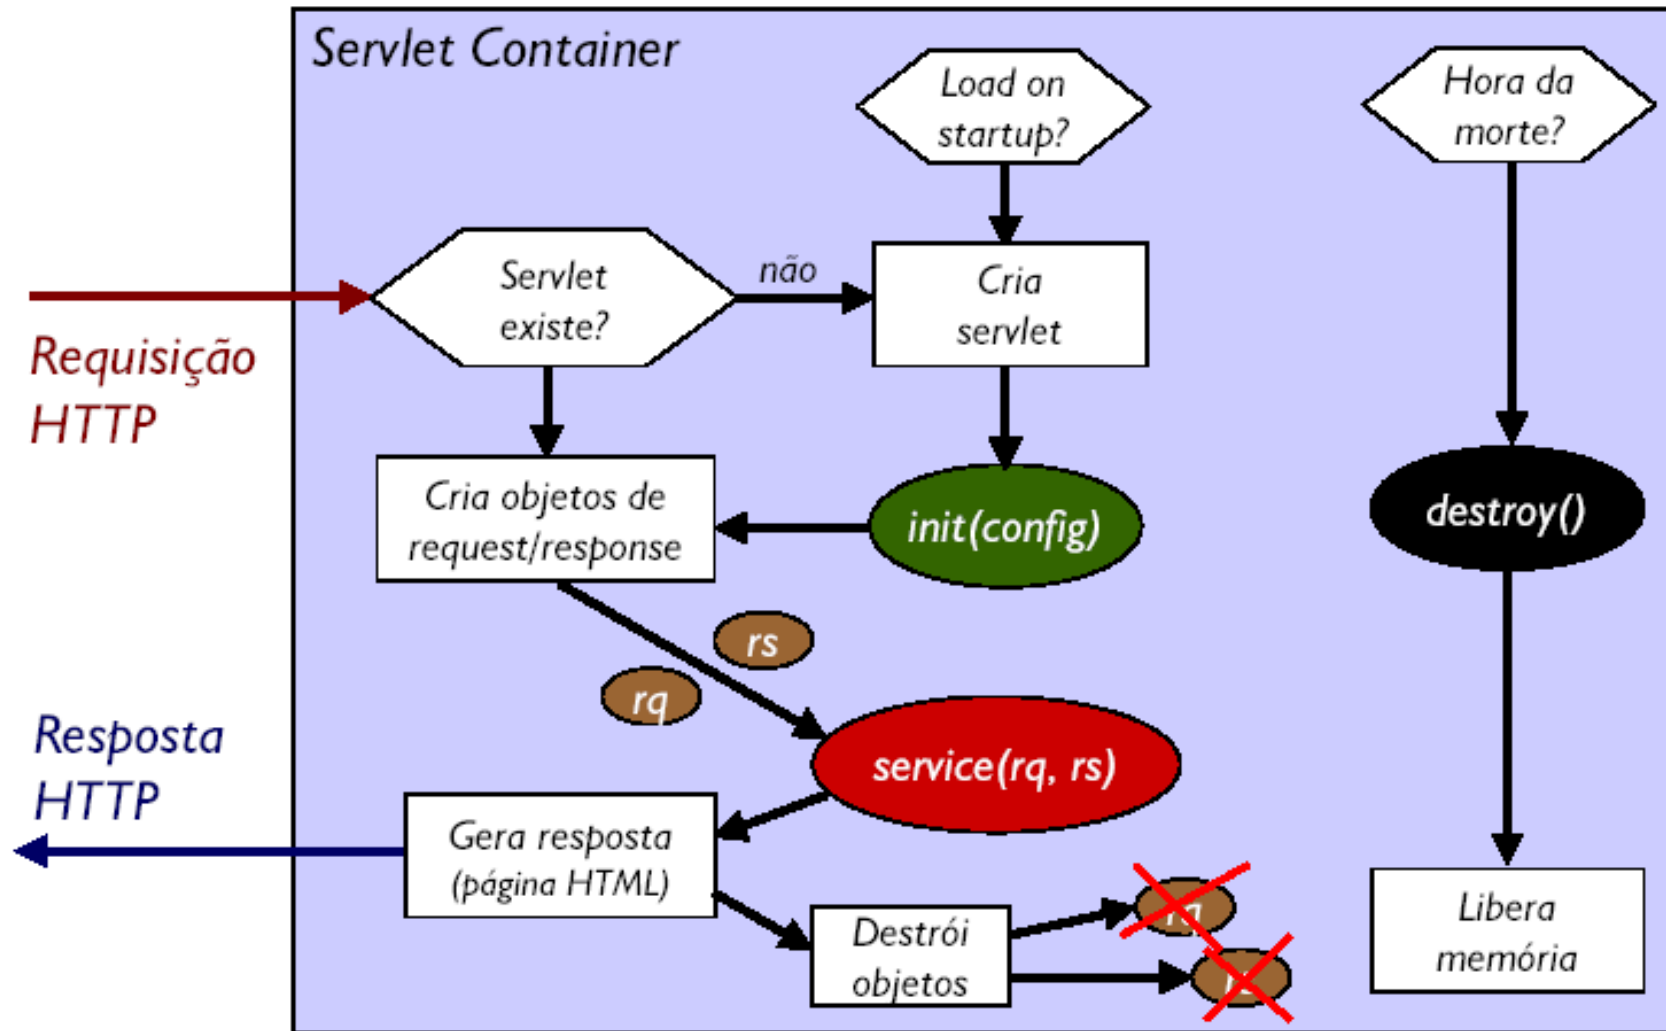 Servlet Container
Load on
startup?
Hora da
morte?
Servlet
existe?
não
Cria
servlet
Requisição
HTTP
Cria objetos de
request/response
init(config)
destroy()
rs
rq
Resposta
HTTP
service(rq, rs)
Gera resposta
(página HTML)
Destrói
objetos
rq
Libera
memória